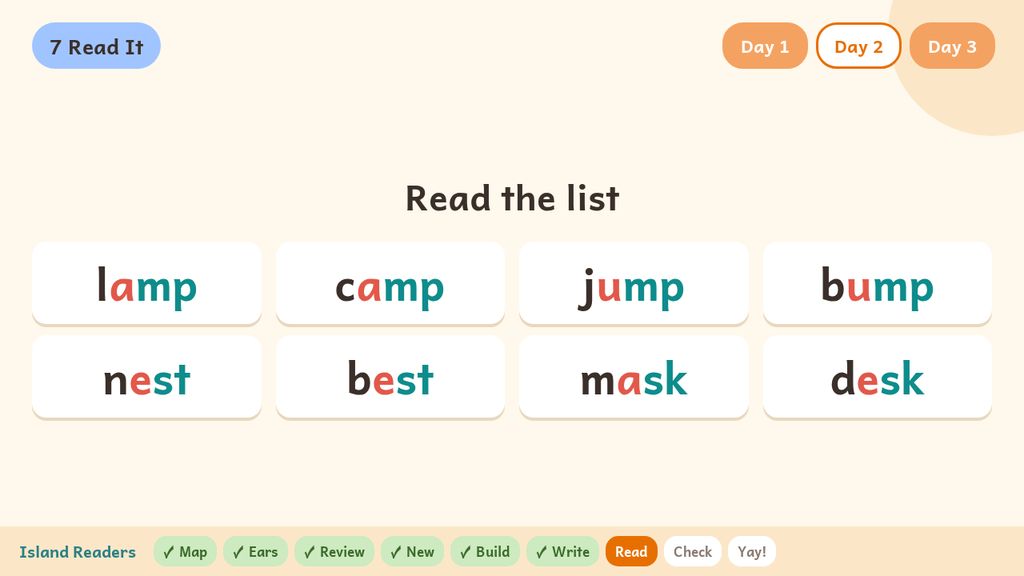 7 Read It
Day 1 Day 2 Day 3
Read the list
lamp camp jump bump
nest best mask desk
Island Readers ✓ Map ✓ Ears ✓ Review ✓ New ✓ Build ✓ Write Read Check Yay!